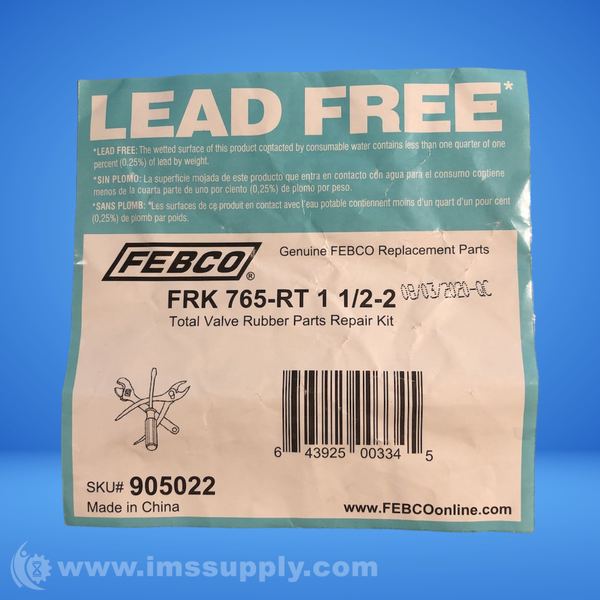 LEAD FREE*
*LEAD FREE: The wetted surface of this product contacted by consumable water contains less than one quarter of one
percent (0,25%) of lead by weight.
*SIN PLOMO: La superficie mojada de este producto que entra en contacto con agua para el consumo contiene
menos de la cuarta parte de uno por ciento (0,25%) de plomo por peso.
*SANS PLOMB: *Les surfaces de ce produit en contact avec l'eau potable contiennent moins d'un quart d'un pour cent
(0,25%) de plomb par poids.
FEBCO®
Genuine FEBCO Replacement Parts
FRK 765-RT 1 1/2-2 08/03/2020-QC
Total Valve Rubber Parts Repair Kit
6 43925 00334 5
SKU# 905022
Made in China
www.FEBCOonline.com
www.imssupply.com